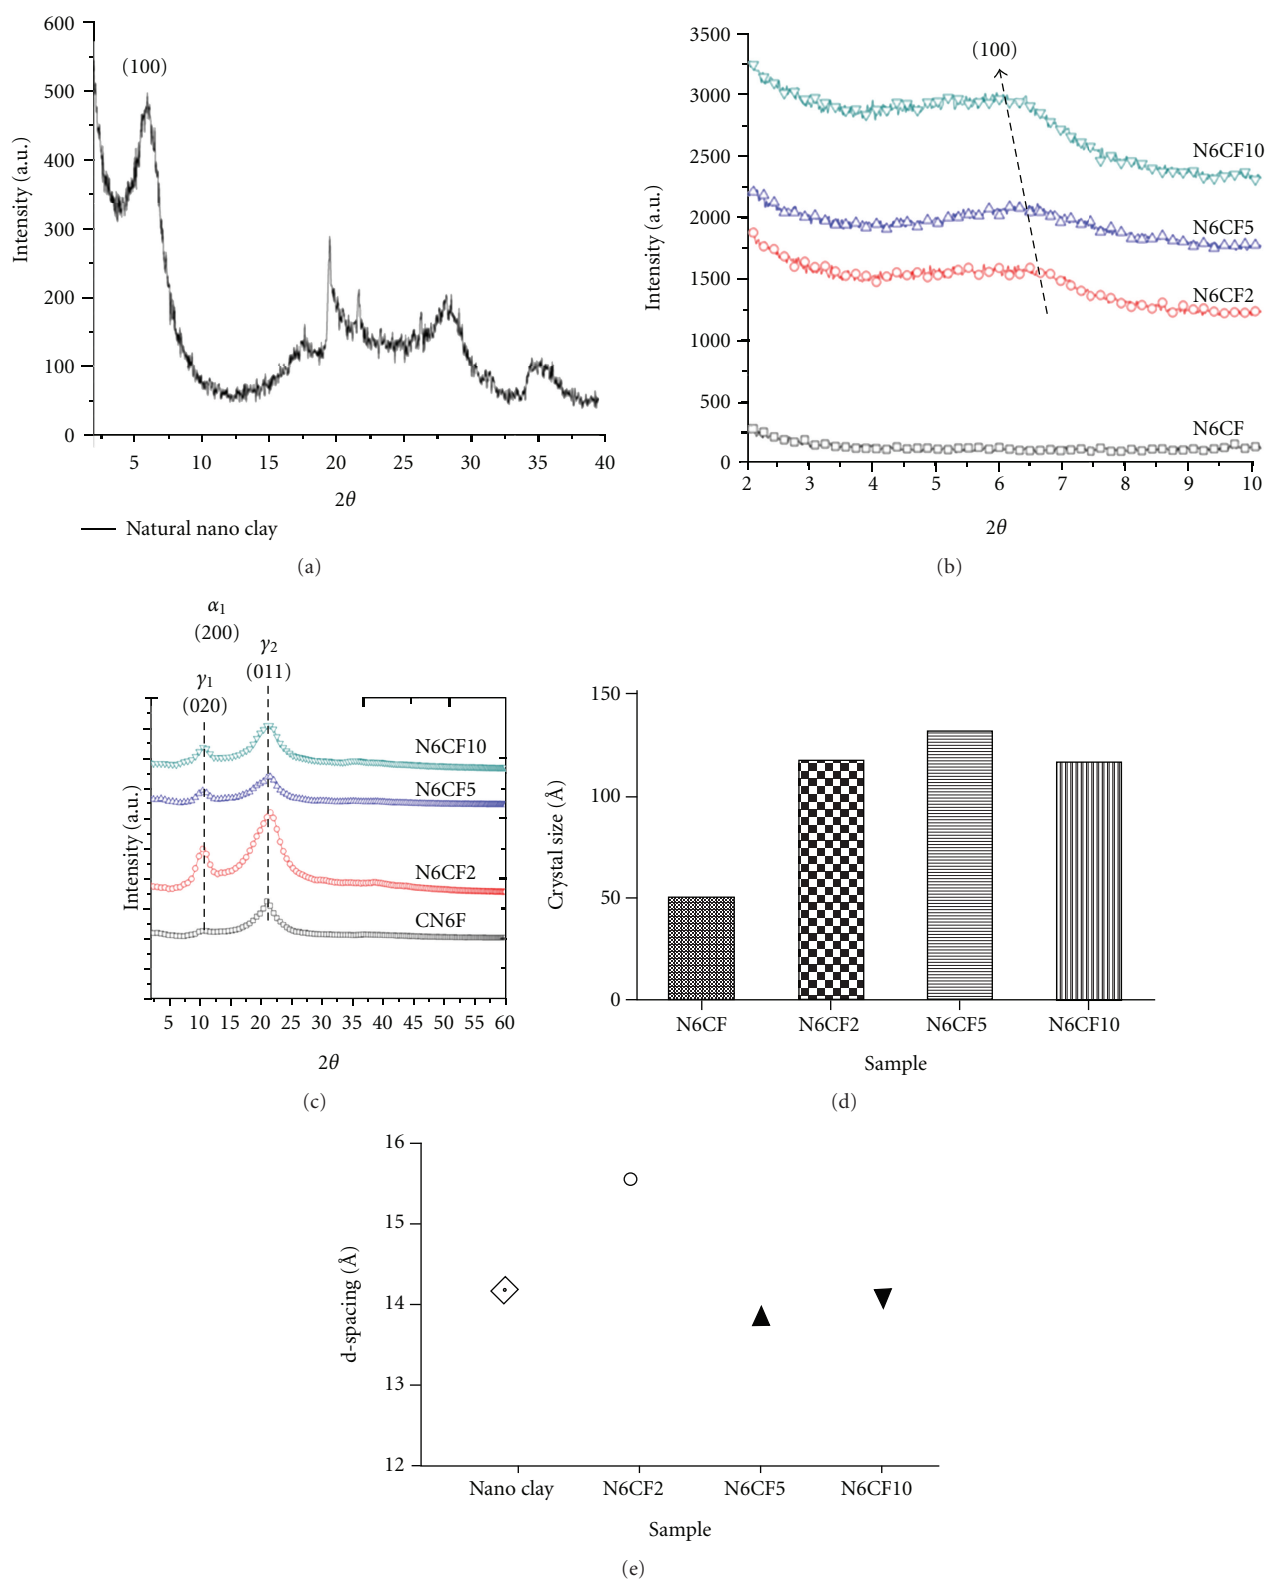 600
500
400
300
200
100
0
Intensity (a.u.)
(100)
5 10 15 20 25 30 35 40
2θ
Natural nano clay
(a)
3500
3000
2500
2000
1500
1000
500
0
Intensity (a.u.)
(100)
N6CF10
N6CF5
N6CF2
N6CF
2 3 4 5 6 7 8 9 10
2θ
(b)
α1
(200)
γ2
(011)
γ1
(020)
Intensity (a.u.)
N6CF10
N6CF5
N6CF2
CN6F
5 10 15 20 25 30 35 40 45 50 55 60
2θ
(c)
150
100
50
0
Crystal size (Å)
N6CF N6CF2 N6CF5 N6CF10
Sample
(d)
16
15
14
13
12
d-spacing (Å)
Nano clay N6CF2 N6CF5 N6CF10
Sample
(e)